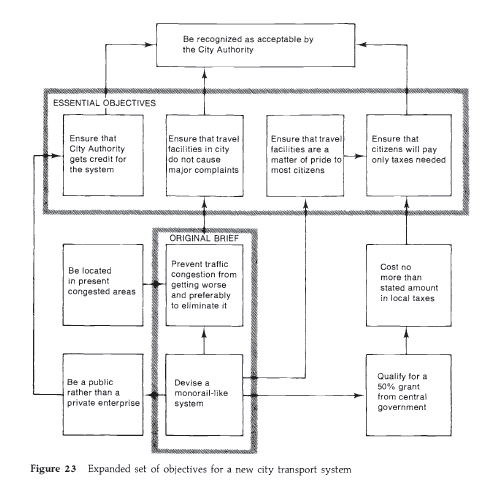 Be recognized as acceptable by
the City Authority
ESSENTIAL OBJECTIVES
Ensure that
City Authority
gets credit for
the system
Ensure that travel
facilities in city
do not cause
major complaints
Ensure that travel
facilities are a
matter of pride to
most citizens
Ensure that
citizens will pay
only taxes needed
ORIGINAL BRIEF
Be located
in present
congested areas
Prevent traffic
congestion from
getting worse
and preferably
to eliminate it
Cost no
more than
stated amount
in local taxes
Be a public
rather than a
private enterprise
Devise a
monorail-like
system
Qualify for a
50% grant
from central
government
Figure 23 Expanded set of objectives for a new city transport system